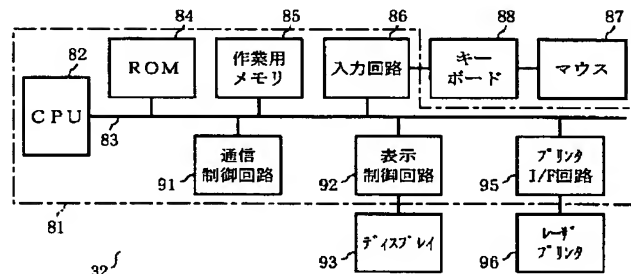 84
85
86
88
87
82
ROM
作業用
メモリ
入力回路
キー
ボード
マウス
CPU
83
91
通信
制御回路
92
表示
制御回路
95
プリンタ
I/F回路
81
32
93
ディスプレイ
96
レーザ
プリンタ